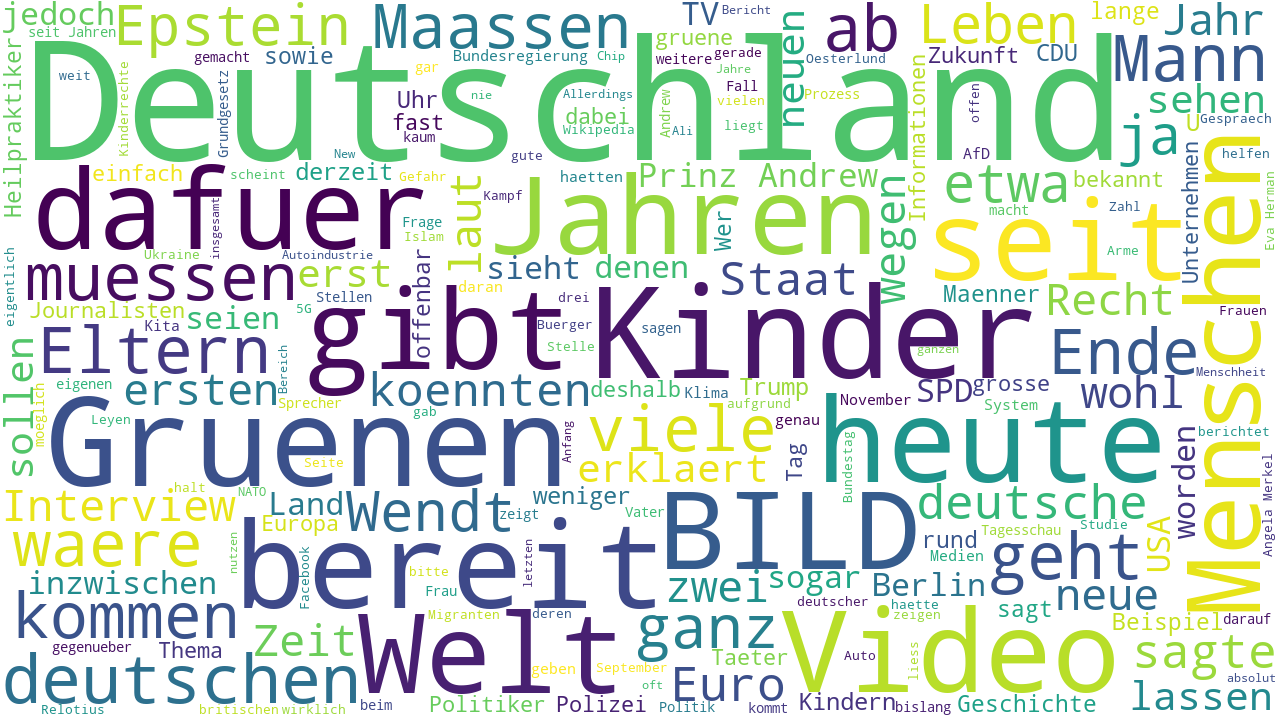 jedoch
Epstein
Maassen
TV
Bericht
ab
Leben
lange
Jahr
seit Jahren
Deutschland
gemacht
sowie
Bundesregierung
Chip
gruene
weitere
gerade
neuen
Oesterlund
Zukunft
CDU
Mann
weit
gar
Jahre
Fall
vielen
Prozess
offen
sehen
Heilpraktiker
Kinderrechte
Grundgesetz
Uhr
fast
kaum
nie
Allerdings
dabei
Wikipedia
Andrew
Ali
liegt
Informationen
ja
U
Gespraech
helfen
einfach
scheint
New
derzeit
Gefahr
gute
haetten
Kampf
Prinz Andrew
AfD
etwa
bekannt
Unternehmen
Menschen
Eva Herman
dafuer
insgesamt
Frage
Islam
laut
Jahren
Wer
wegen
seit
macht
Zahl
Arme
eigentlich
muessen
Ukraine
Autoindustrie
erst
offenbar
daran
sieht
denen
Staat
Maenner
Recht
Frauen
Journalisten
Kita
seien
5G
Stellen
gibt
drei
Buerger
Stelle
sagen
Kinder
ganzen
Ende
Menschheit
sollen
Eltern
moeglich
eigenen
ersten
Bereich
Sprecher
koennten
deshalb
Klima
Trump
aufgrund
November
SPD
grosse
System
wohl
berichtet
Leyen
Gruenen
gab
Anfang
viele
genau
heute
Seite
erklaert
Tag
Bundestag
worden
Angela Merkel
halt
NATO
Interview
Land
Wendt
zeigt
weniger
Vater
BILD
deutsche
Tagesschau
Studie
USA
waere
Europa
nutzen
bereit
letzten
rund
Medien
geht
inzwischen
Facebook
bitte
Frau
zwei
sogar
Berlin
neue
kommen
Migranten
deren
deutscher
haette
zeigen
sagt
Beispiel
darauf
gegenueber
Thema
Zeit
Welt
ganz
Video
sagte
deutschen
geben
September
oft
Taeter
Auto
liess
absolut
Relotius
britischen
wirklich
beim
Politiker
Polizei
Politik
Euro
kommt
Kindern
bislang
Geschichte
lassen